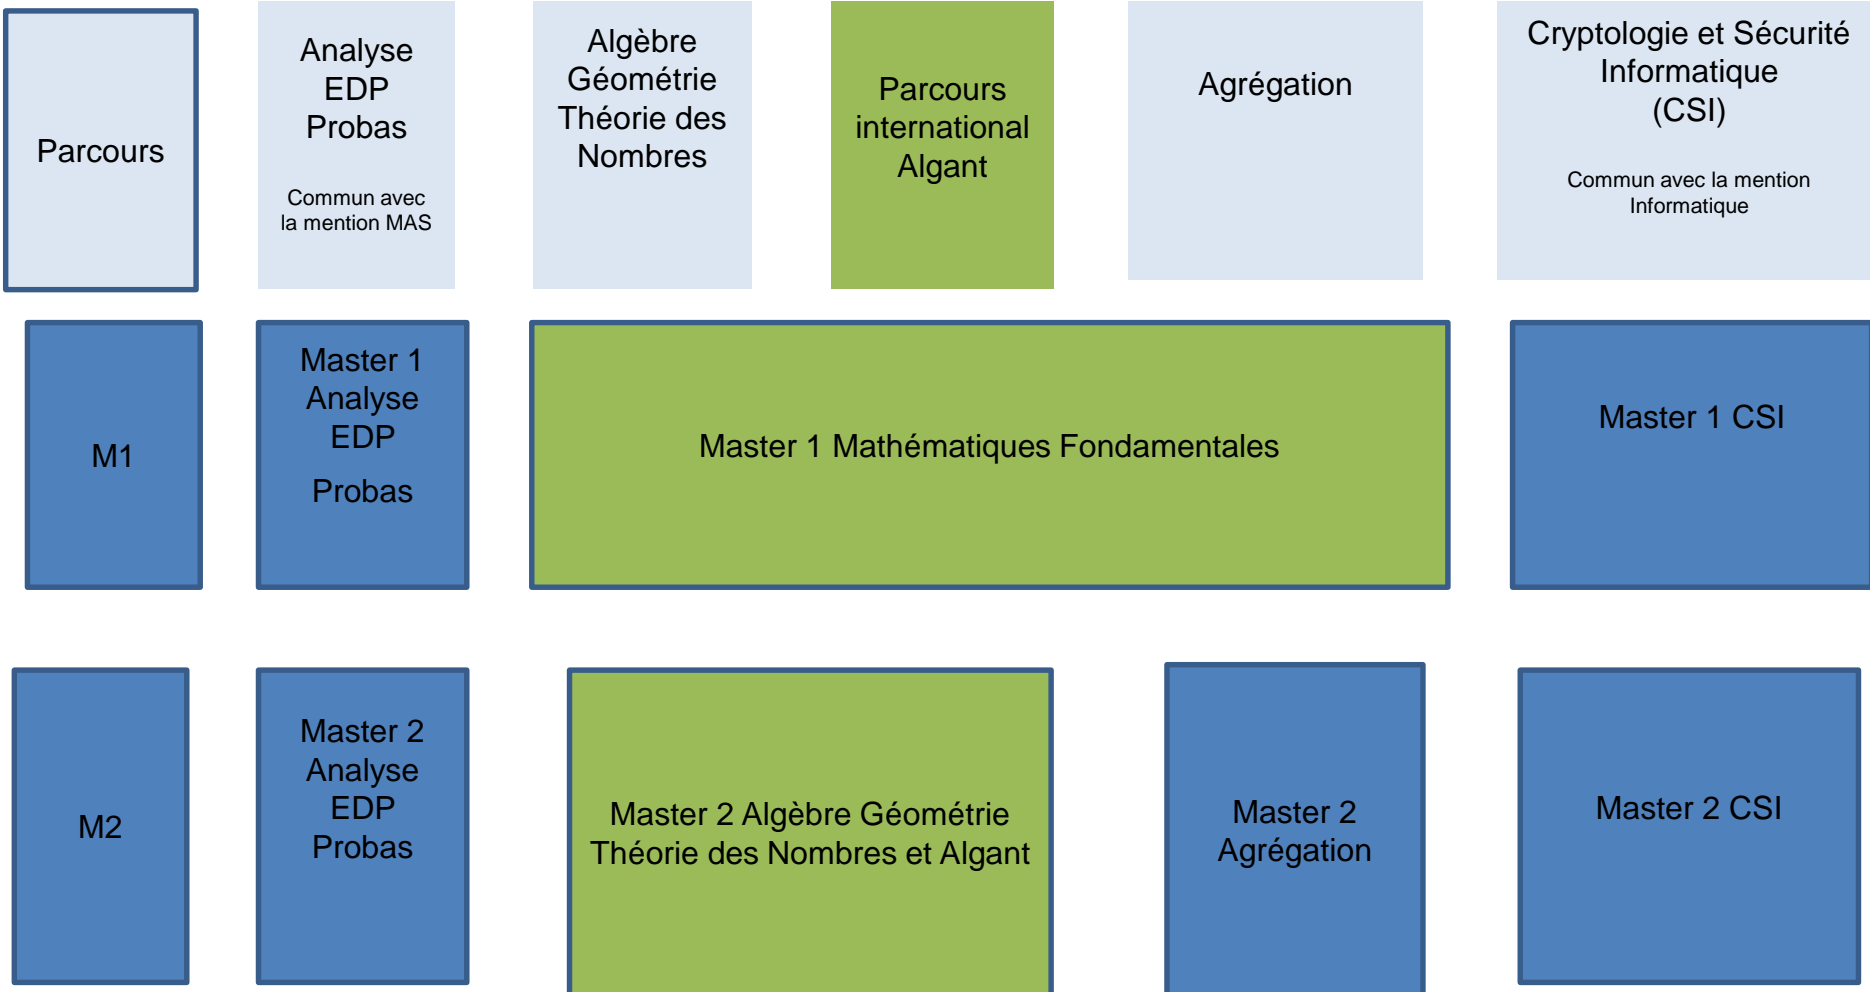 Parcours
Analyse
EDP
Probas
Commun avec
la mention MAS
Algèbre
Géométrie
Théorie des
Nombres
Parcours
international
Algant
Agrégation
Cryptologie et Sécurité
Informatique
(CSI)
Commun avec la mention
Informatique
M1
Master 1
Analyse
EDP
Probas
Master 1 Mathématiques Fondamentales
Master 1 CSI
M2
Master 2
Analyse
EDP
Probas
Master 2 Algèbre Géométrie
Théorie des Nombres et Algant
Master 2
Agrégation
Master 2 CSI